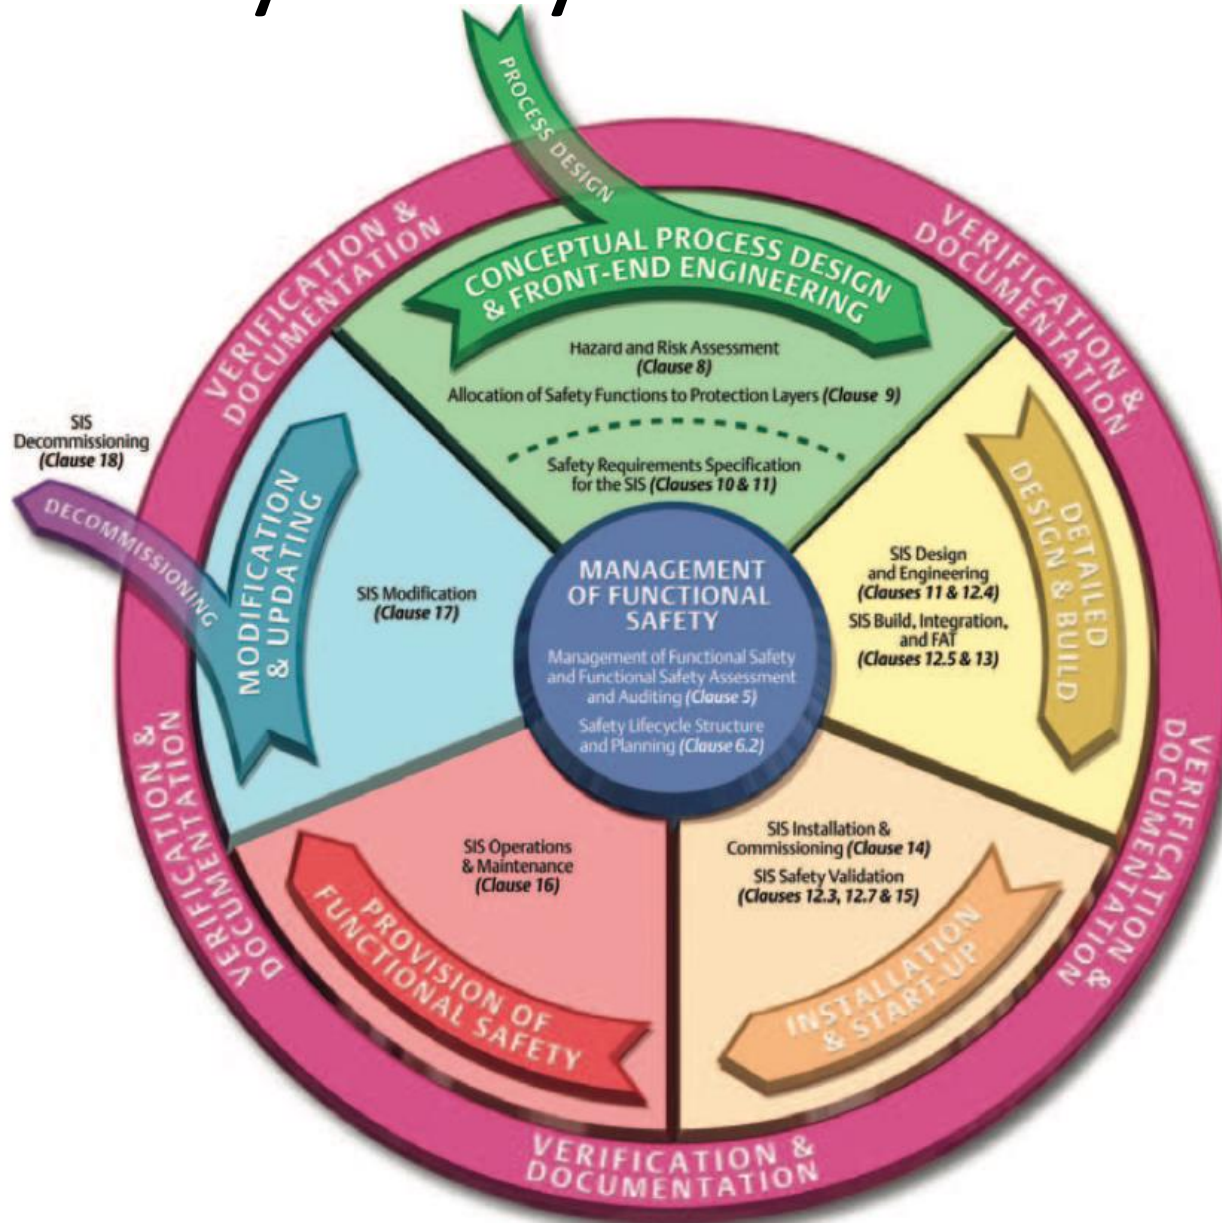 PROCESS DESIGN
CONCEPTUAL PROCESS DESIGN
& FRONT-END ENGINEERING
Hazard and Risk Assessment
(Clause 8)
Allocation of Safety Functions to Protection Layers (Clause 9)
Safety Requirements Specification
for the SIS (Clauses 10 & 11)
VERIFICATION &
DOCUMENTATION
DETAILED
DESIGN & BUILD
SIS Design
and Engineering
(Clauses 11 & 12.4)
SIS Build, Integration,
and FAT
(Clauses 12.5 & 13)
VERIFICATION &
DOCUMENTATION
SIS Installation &
Commissioning (Clause 14)
SIS Safety Validation
(Clauses 12.3, 12.7 & 15)
INSTALLATION
& START-UP
VERIFICATION &
DOCUMENTATION
SIS Operations
& Maintenance
(Clause 16)
PROVISION OF
FUNCTIONAL SAFETY
VERIFICATION &
DOCUMENTATION
SIS Modification
(Clause 17)
MODIFICATION
& UPDATING
SIS
Decommissioning
(Clause 18)
DECOMMISSIONING
VERIFICATION &
DOCUMENTATION
MANAGEMENT
OF FUNCTIONAL
SAFETY
Management of Functional Safety
and Functional Safety Assessment
and Auditing (Clause 5)
Safety Lifecycle Structure
and Planning (Clause 6.2)